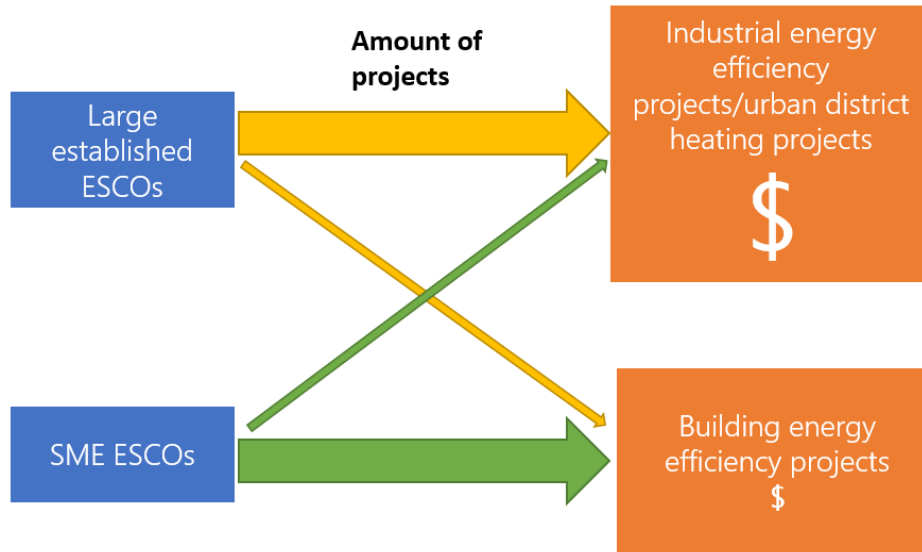 Amount of
projects
Large
established
ESCOs
Industrial energy
efficiency
projects/urban district
heating projects
$
SME ESCOs
Building energy
efficiency projects
$